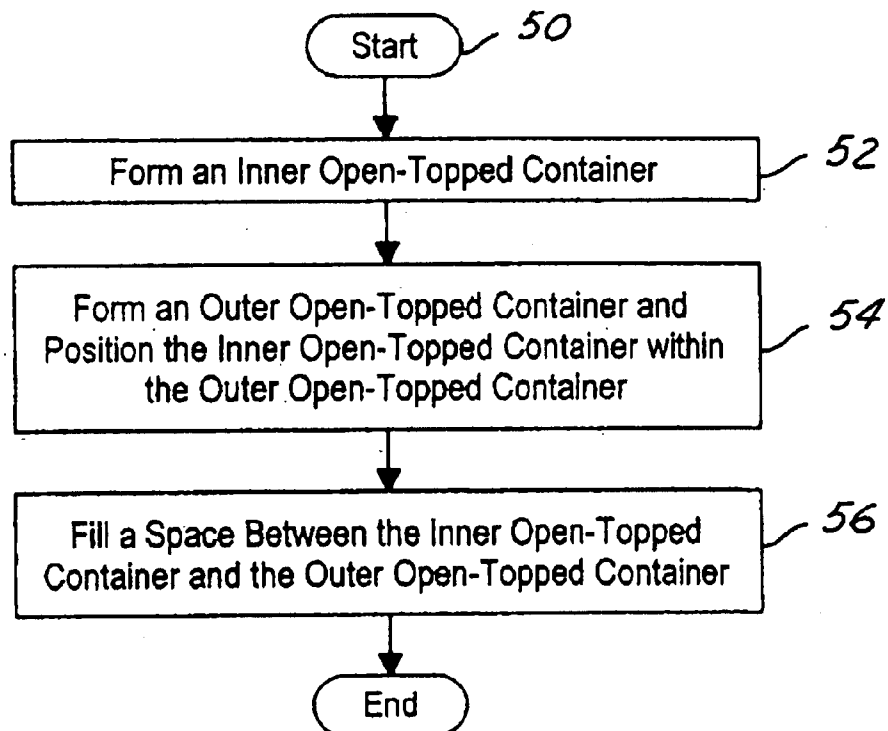 Start
50
Form an Inner Open-Topped Container
52
Form an Outer Open-Topped Container and
Position the Inner Open-Topped Container within
the Outer Open-Topped Container
54
Fill a Space Between the Inner Open-Topped
Container and the Outer Open-Topped Container
56
End